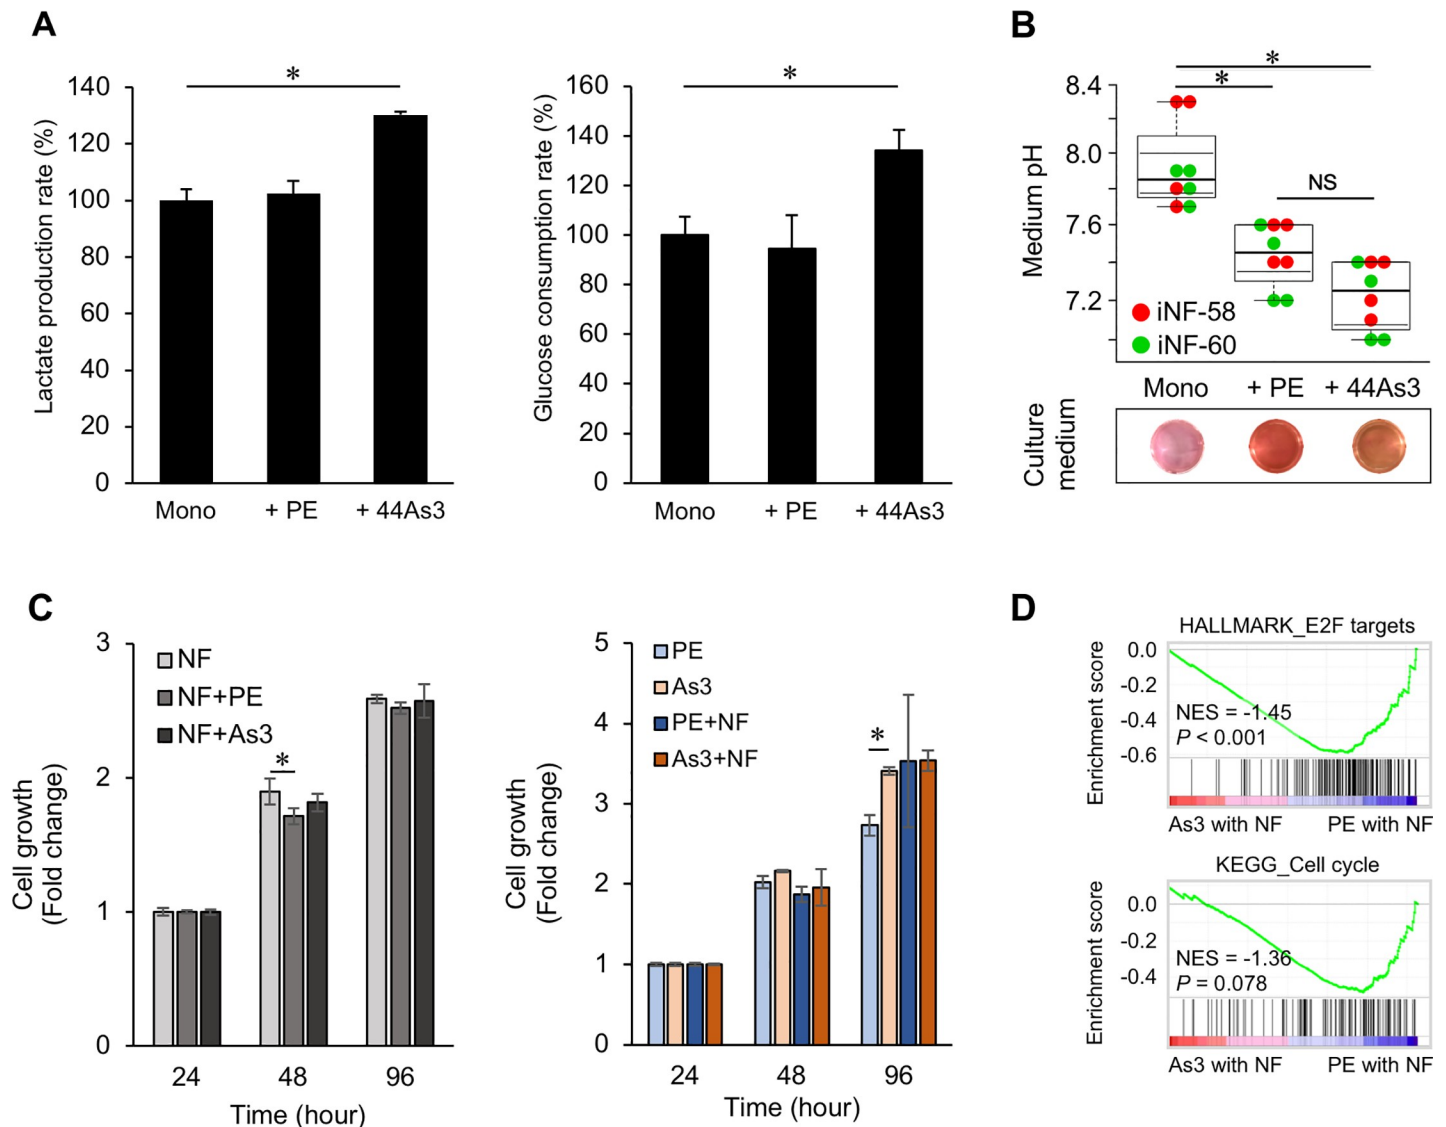 A
Lactate production rate (%)
140
120
100
80
60
40
20
0
*
Mono + PE + 44As3
Glucose consumption rate (%)
160
140
120
100
80
60
40
20
0
*
Mono + PE + 44As3
B
Medium pH
8.4
8.0
7.6
7.2
*
*
NS
iNF-58
iNF-60
Mono + PE + 44As3
Culture
medium
C
Cell growth
(Fold change)
3
2
1
0
NF
NF+PE
NF+As3
*
24 48 96
Time (hour)
Cell growth
(Fold change)
5
4
3
2
1
0
PE
As3
PE+NF
As3+NF
*
24 48 96
Time (hour)
D
HALLMARK_E2F targets
Enrichment score
0.0
-0.2
-0.4
-0.6
NES = -1.45
P < 0.001
As3 with NF PE with NF
KEGG_Cell cycle
Enrichment score
0.0
-0.2
-0.4
NES = -1.36
P = 0.078
As3 with NF PE with NF